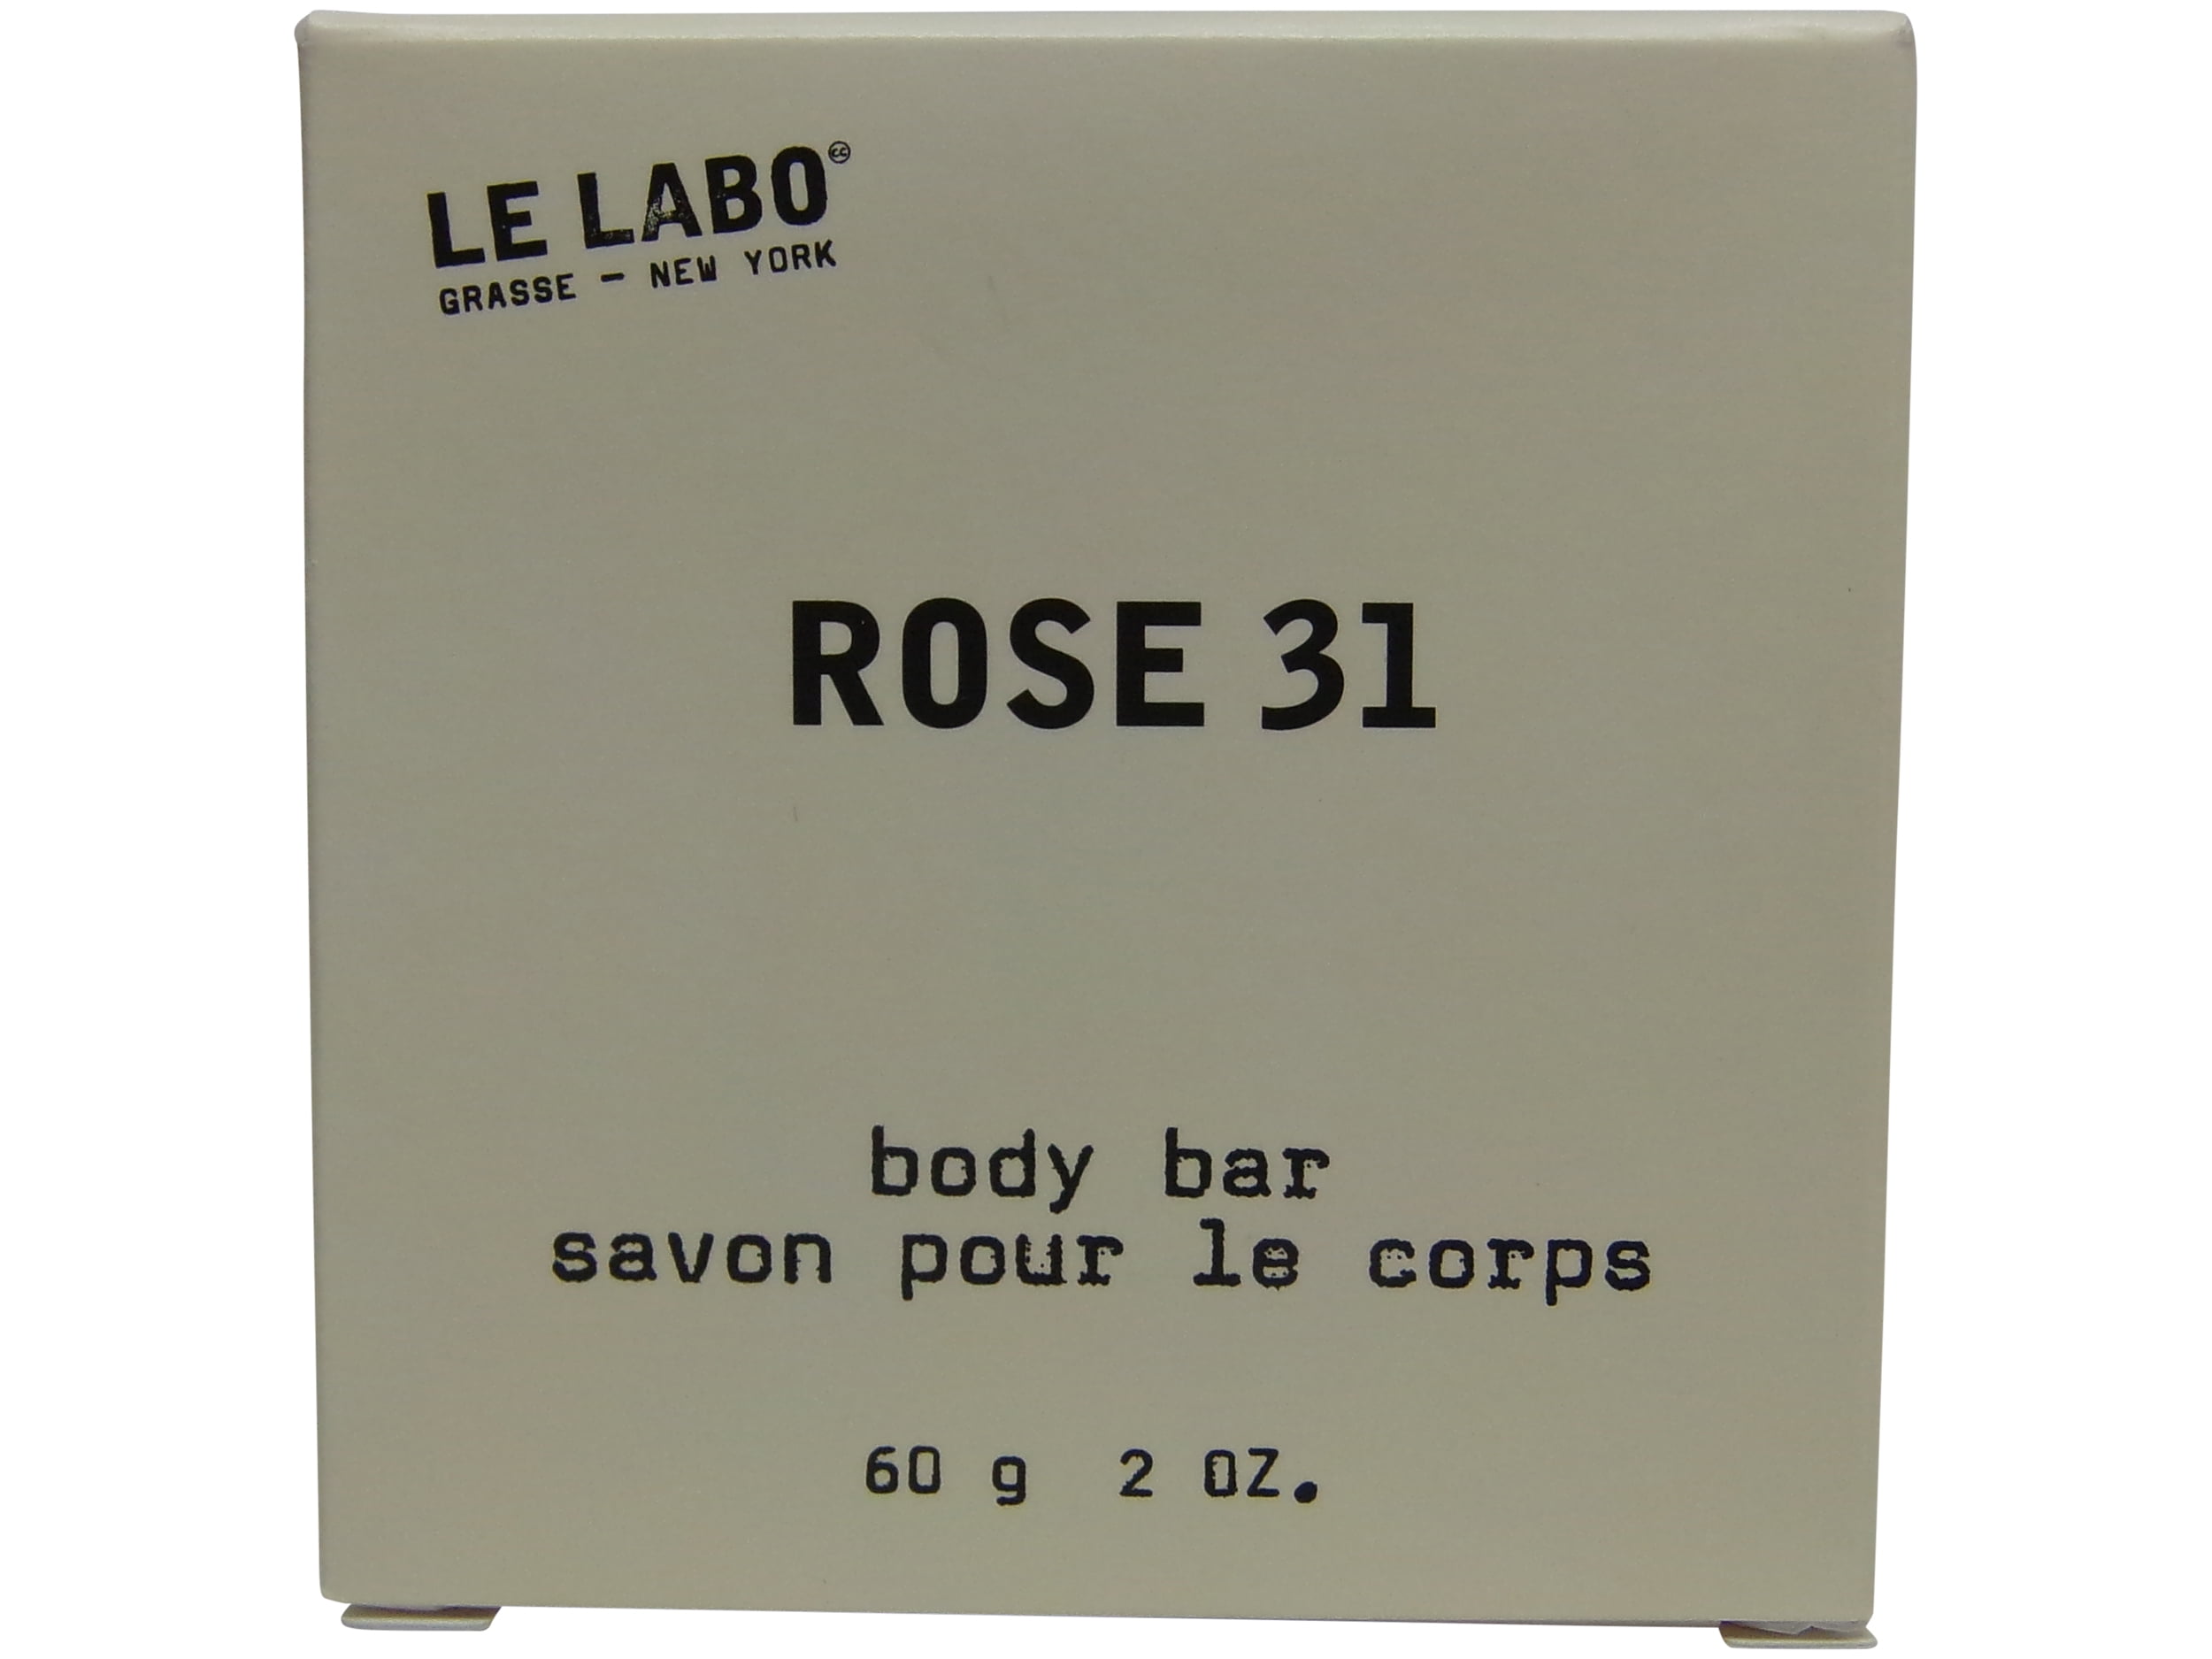 LE LABO
GRASSE — NEW YORK
ROSE 31
body bar
savon pour le corps
60 g 2 OZ.